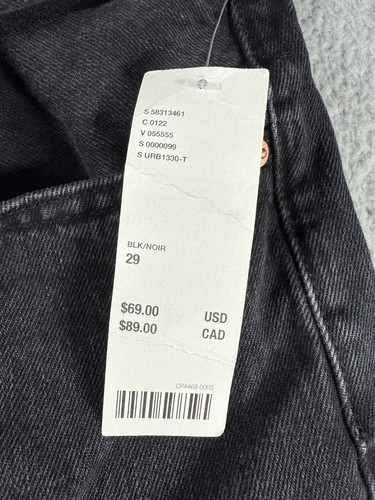 S 58313461
C 0122
V 055555
S 0000099
S URB1330-T
BLK/NOIR
29
$69.00 USD
$89.00 CAD
CP4468 0005